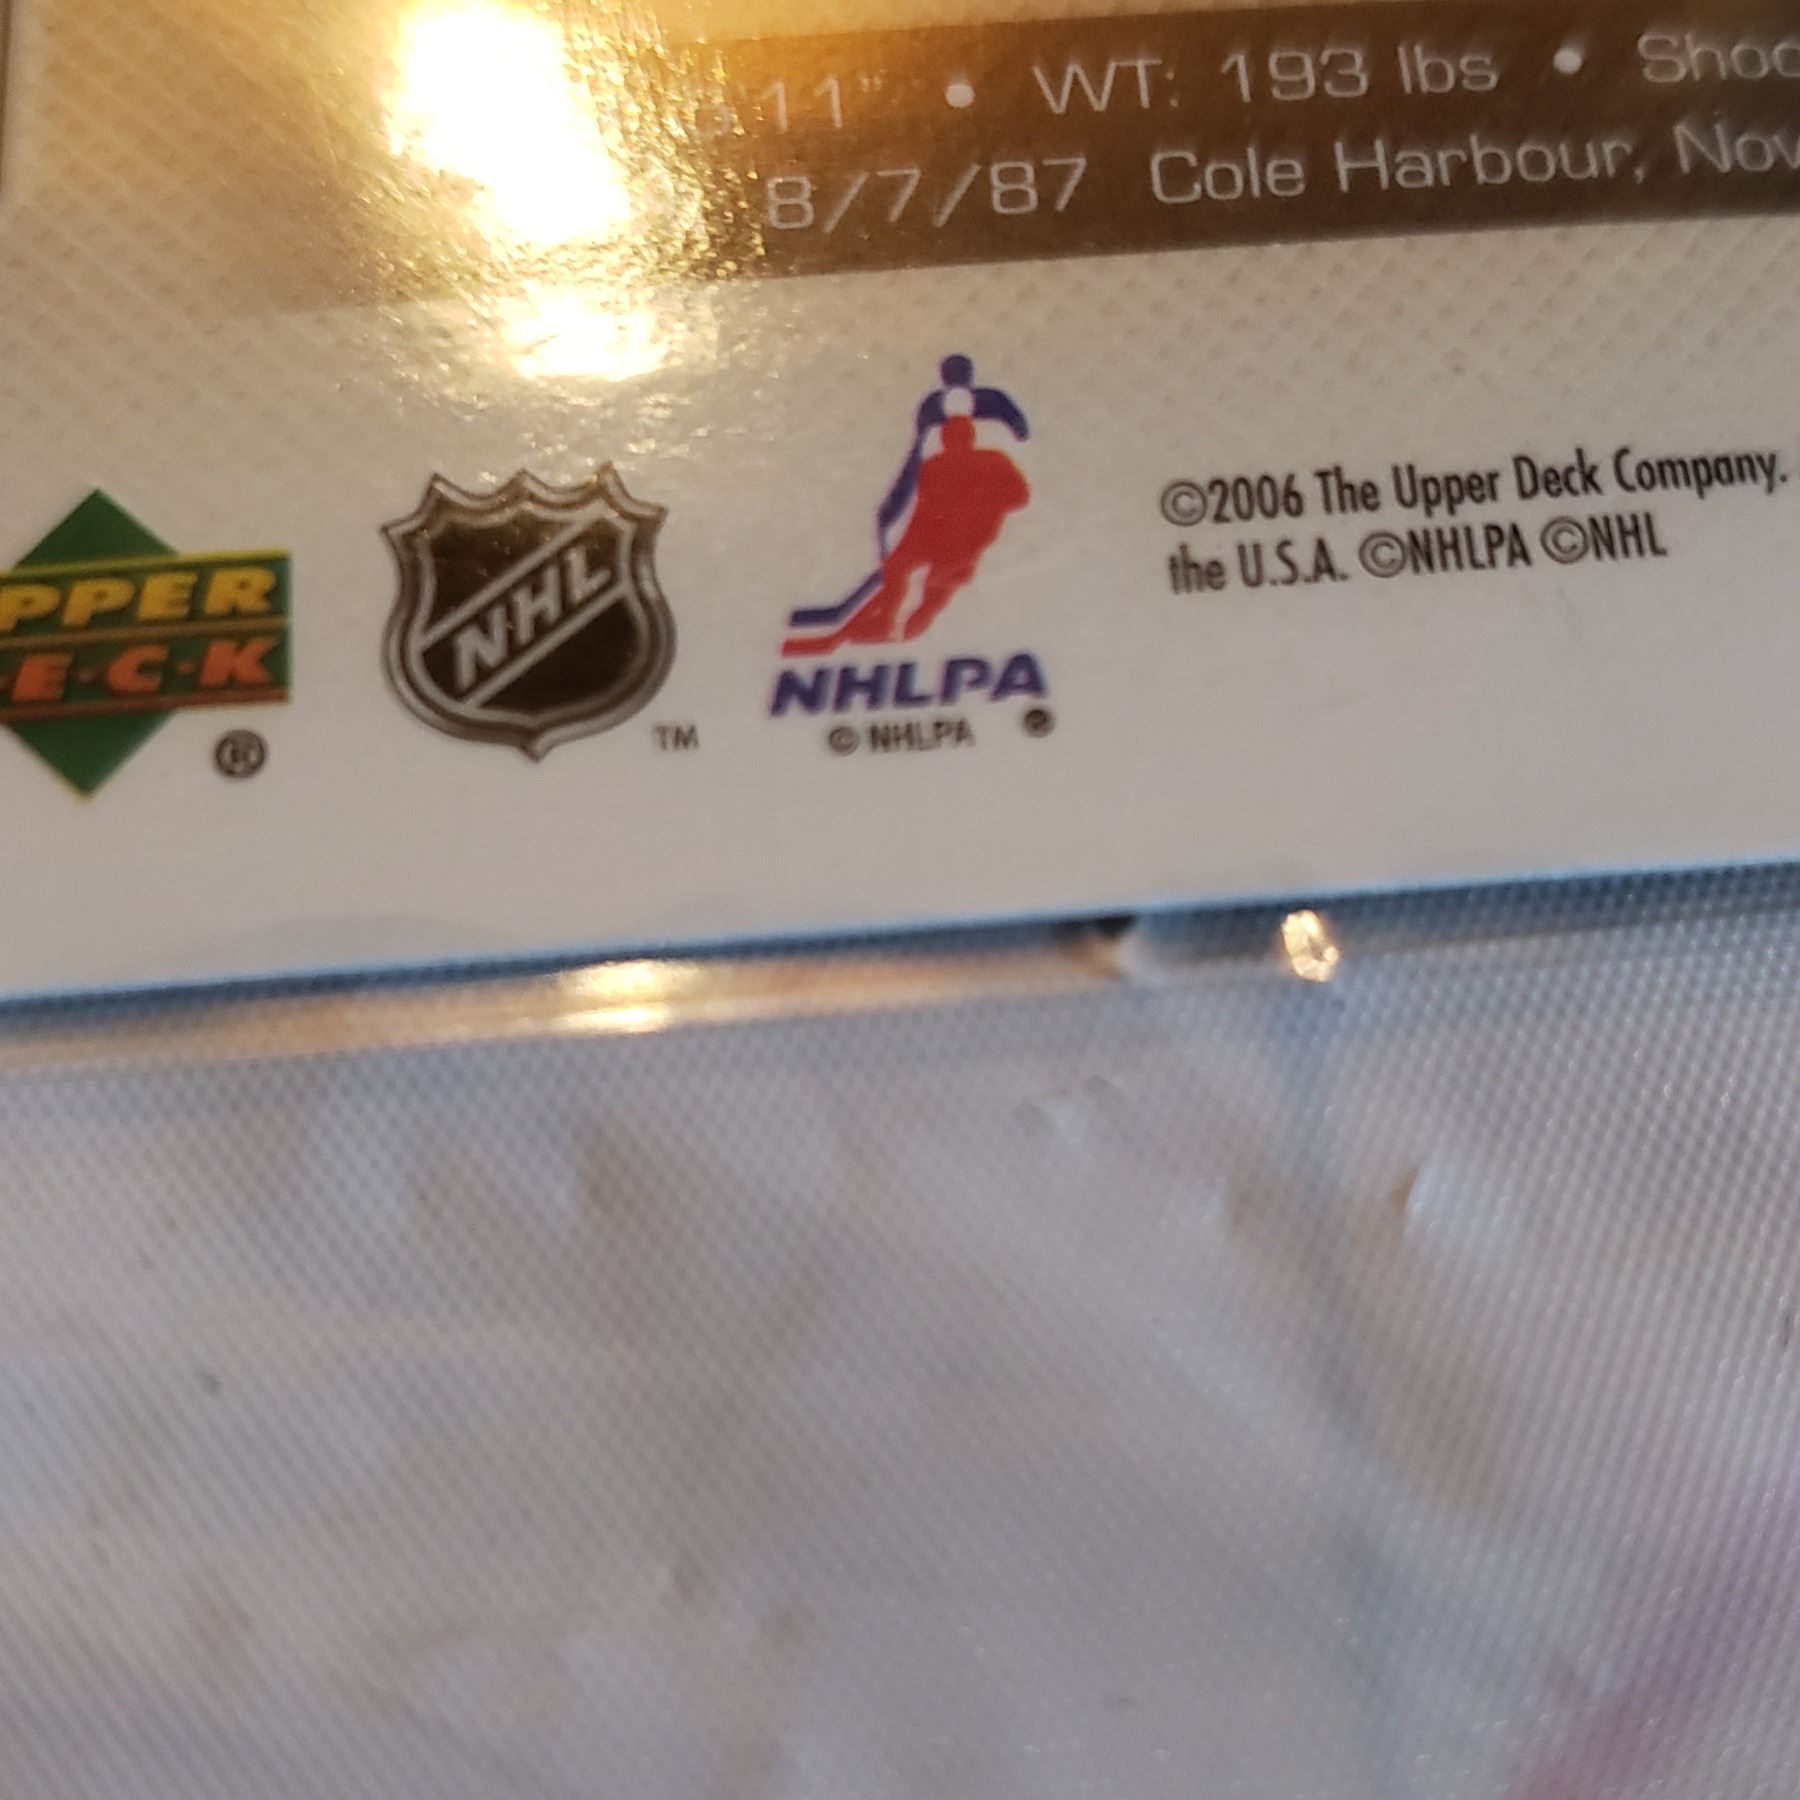 '11" • WT: 193 lbs • Shoo
8/7/87 Cole Harbour, Nov
PPER
E·C·K
®
NHL
TM
NHLPA
© NHLPA ®
©2006 The Upper Deck Company.
the U.S.A. ©NHLPA ©NHL